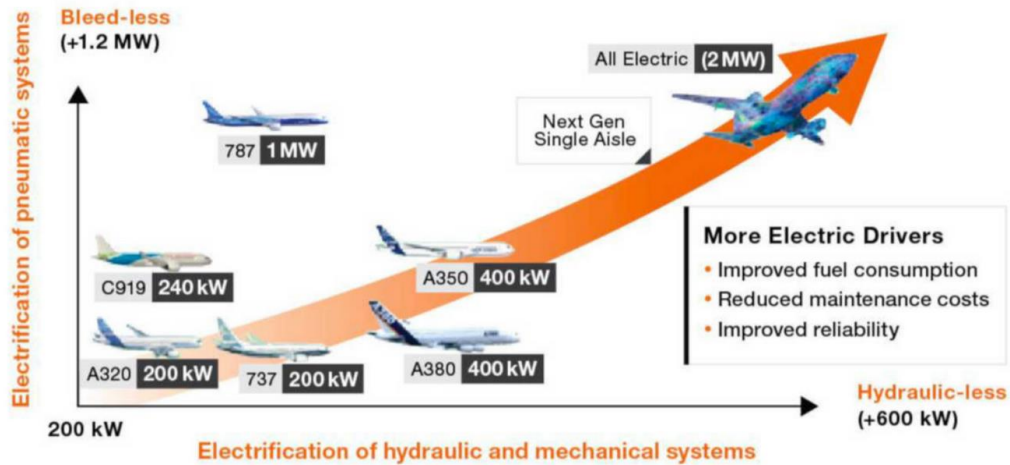 Bleed-less
(+1.2 MW)
Electrification of pneumatic systems
All Electric (2 MW)
Next Gen
Single Aisle
787 1 MW
More Electric Drivers
• Improved fuel consumption
• Reduced maintenance costs
• Improved reliability
C919 240 kW
A350 400 kW
A320 200 kW
737 200 kW
A380 400 kW
200 kW
Hydraulic-less
(+600 kW)
Electrification of hydraulic and mechanical systems